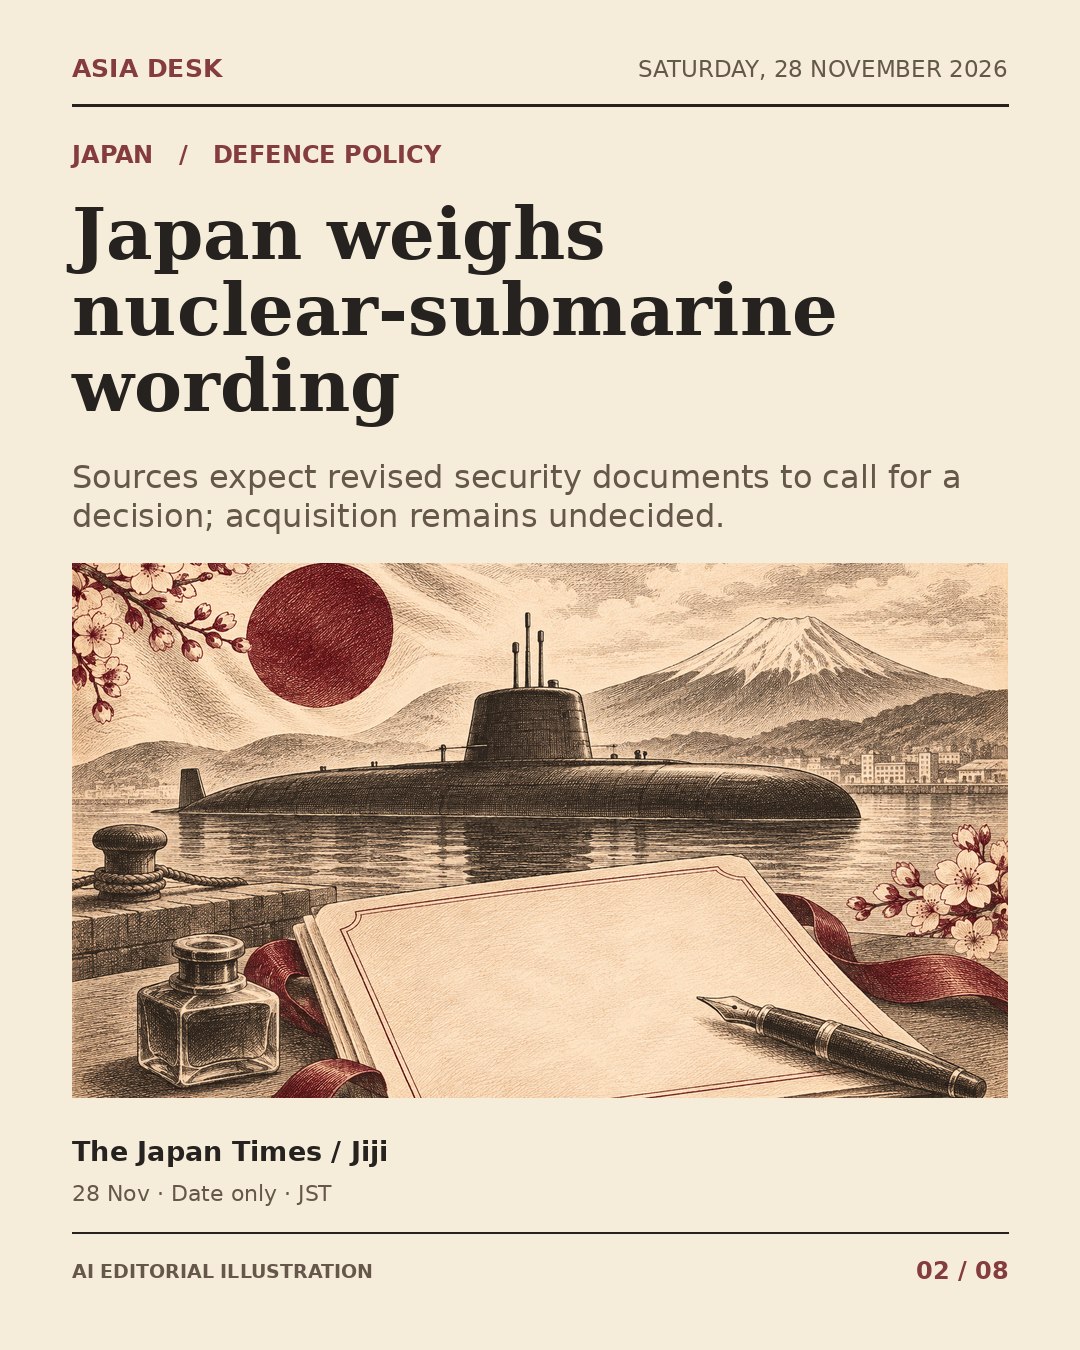 ASIA DESK
SATURDAY, 28 NOVEMBER 2026
JAPAN / DEFENCE POLICY
Japan weighs
nuclear-submarine
wording
Sources expect revised security documents to call for a
decision; acquisition remains undecided.
The Japan Times / Jiji
28 Nov · Date only · JST
AI EDITORIAL ILLUSTRATION
02 / 08